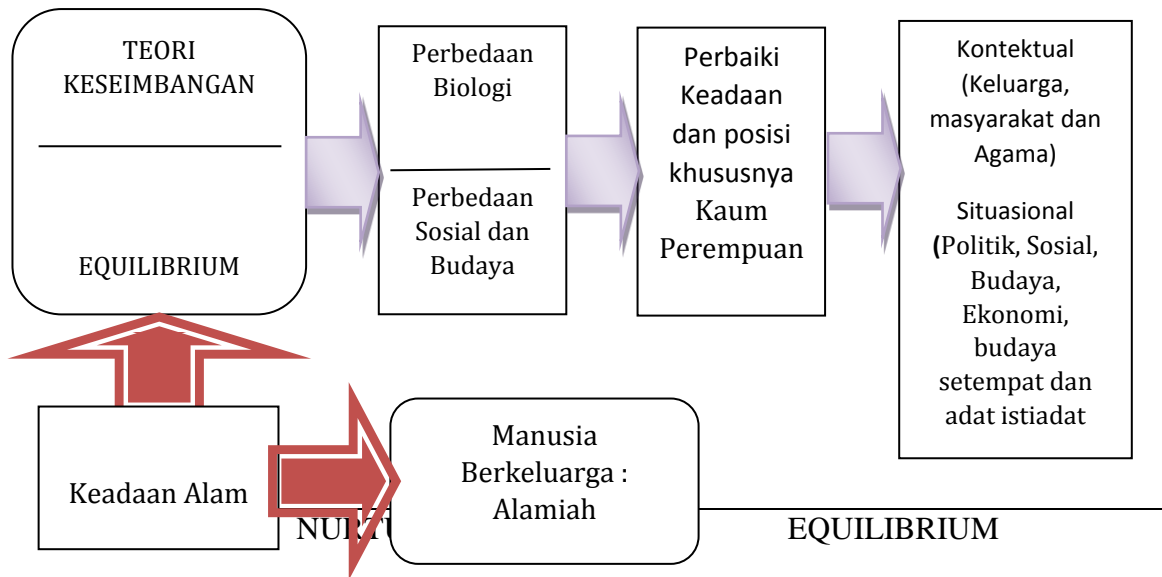 TEORI
KESEIMBANGAN
EQUILIBRIUM
Perbedaan
Biologi
Perbedaan
Sosial dan
Budaya
Perbaiki
Keadaan
dan posisi
khususnya
Kaum
Perempuan
Kontektual
(Keluarga,
masyarakat dan
Agama)
Situasional
(Politik, Sosial,
Budaya,
Ekonomi,
budaya
setempat dan
adat istiadat
Keadaan Alam
Manusia
Berkeluarga :
Alamiah
EQUILIBRIUM